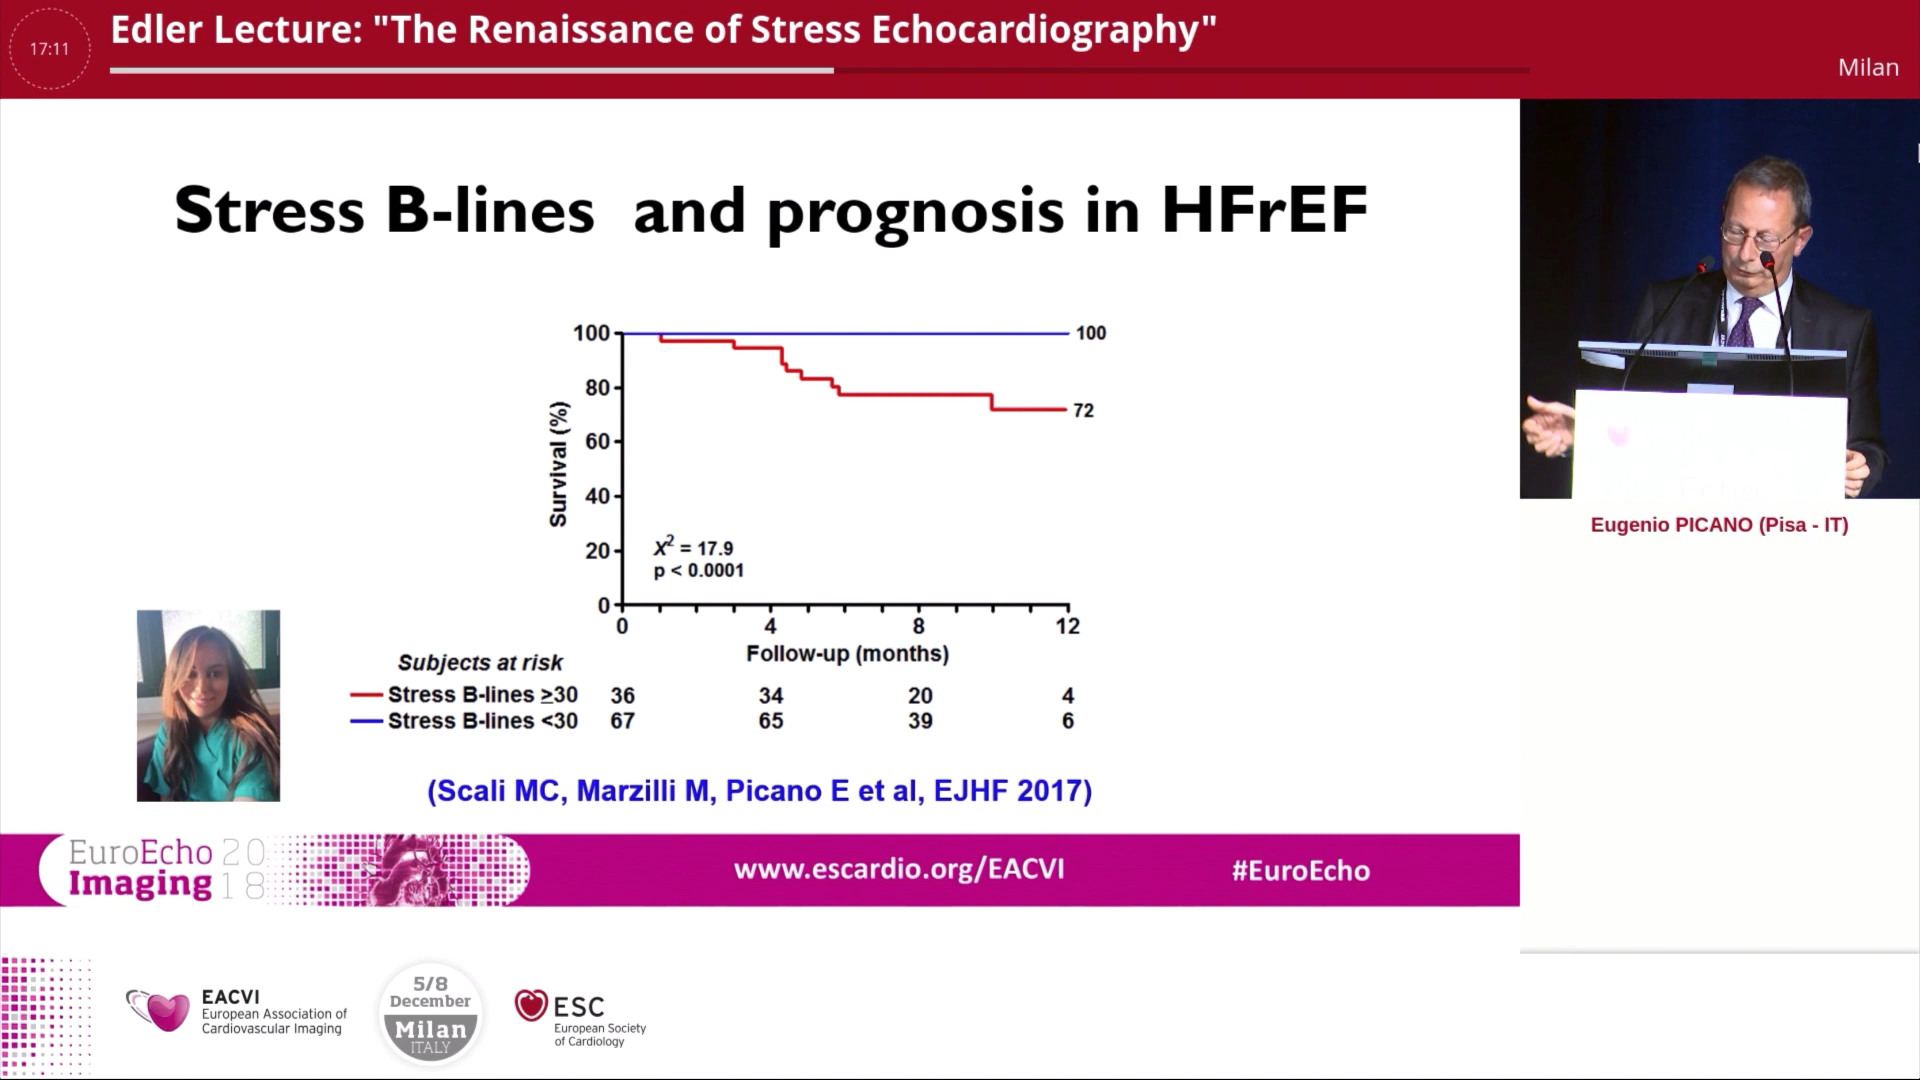 17:11
Edler Lecture: "The Renaissance of Stress Echocardiography"
Milan
Stress B-lines and prognosis in HFrEF
Survival (%)
100
80
60
40
20
0
100
72
X² = 17.9
p < 0.0001
0 4 8 12
Follow-up (months)
Subjects at risk
Stress B-lines ≥30 36 34 20 4
Stress B-lines <30 67 65 39 6
(Scali MC, Marzilli M, Picano E et al, EJHF 2017)
EuroEcho 20
Imaging 18
www.escardio.org/EACVI
#EuroEcho
Eugenio PICANO (Pisa - IT)
EACVI
European Association of
Cardiovascular Imaging
5/8
December
Milan
ITALY
ESC
European Society
of Cardiology